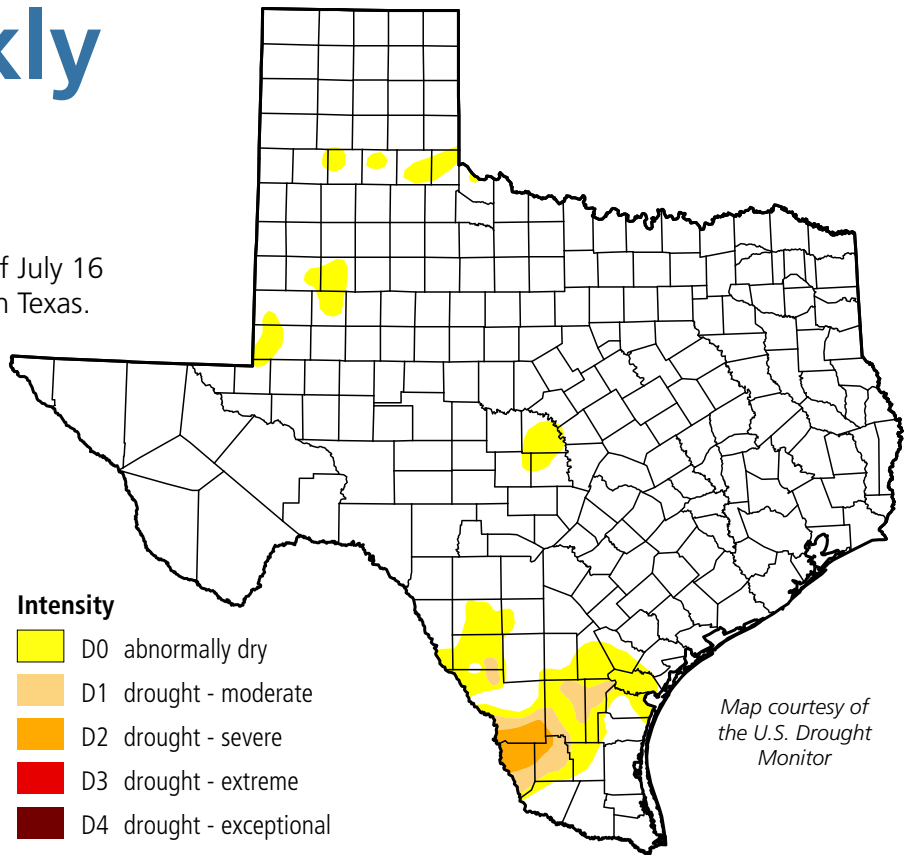 kly
f July 16
n Texas.
Intensity
D0 abnormally dry
D1 drought - moderate
D2 drought - severe
D3 drought - extreme
D4 drought - exceptional
Map courtesy of
the U.S. Drought
Monitor